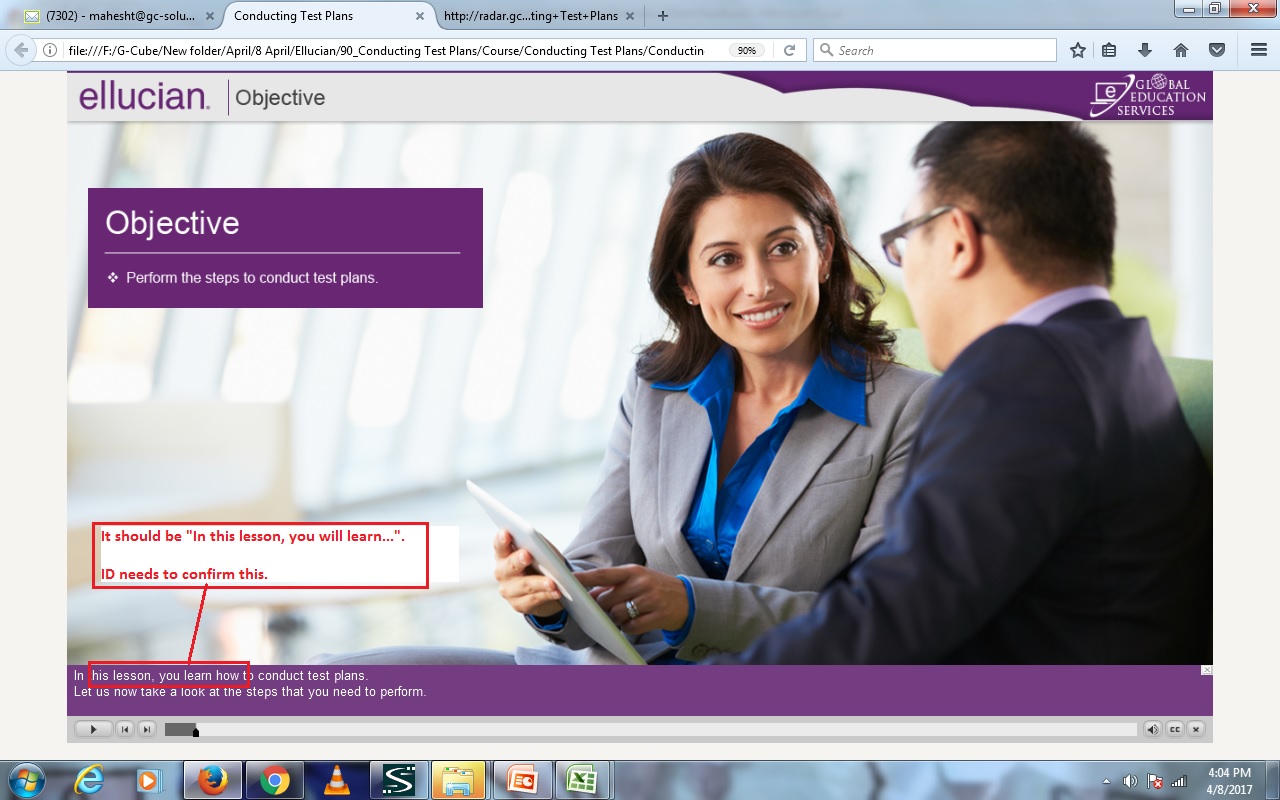 (7302) - mahesht@gc-solu...
Conducting Test Plans
http://radar.gc...ting+Test+Plans
file:///F:/G-Cube/New folder/April/8 April/Ellucian/90_Conducting Test Plans/Course/Conducting Test Plans/Conductin
90%
Search
ellucian.
Objective
e
GLOBAL
EDUCATION
SERVICES
Objective
Perform the steps to conduct test plans.
It should be "In this lesson, you will learn...".
ID needs to confirm this.
In this lesson, you learn how to conduct test plans.
Let us now take a look at the steps that you need to perform.
CC
4:04 PM
4/8/2017